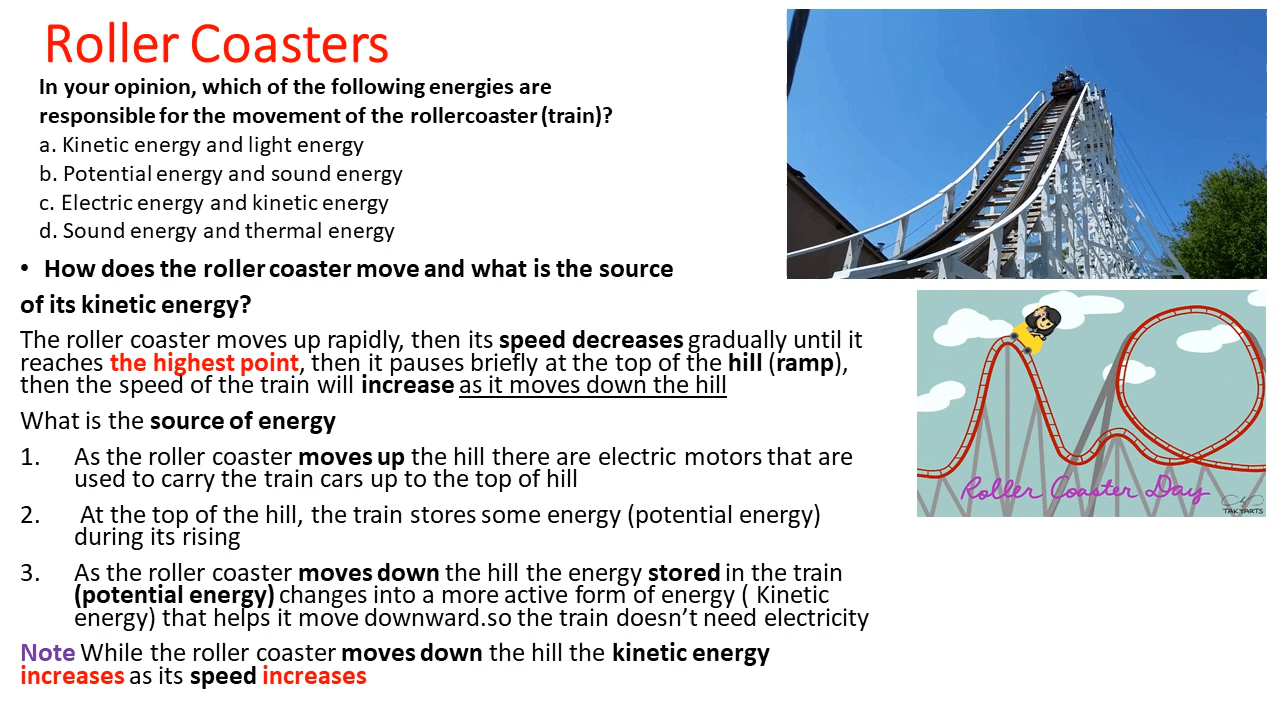 Roller Coasters
In your opinion, which of the following energies are
responsible for the movement of the rollercoaster (train)?
a. Kinetic energy and light energy
b. Potential energy and sound energy
c. Electric energy and kinetic energy
d. Sound energy and thermal energy
• How does the roller coaster move and what is the source
of its kinetic energy?
The roller coaster moves up rapidly, then its speed decreases gradually until it
reaches the highest point, then it pauses briefly at the top of the hill (ramp),
then the speed of the train will increase as it moves down the hill
What is the source of energy
1. As the roller coaster moves up the hill there are electric motors that are
used to carry the train cars up to the top of hill
2. At the top of the hill, the train stores some energy (potential energy)
during its rising
3. As the roller coaster moves down the hill the energy stored in the train
(potential energy) changes into a more active form of energy ( Kinetic
energy) that helps it move downward.so the train doesn’t need electricity
Note While the roller coaster moves down the hill the kinetic energy
increases as its speed increases
Roller Coaster Day
TAKYARTS